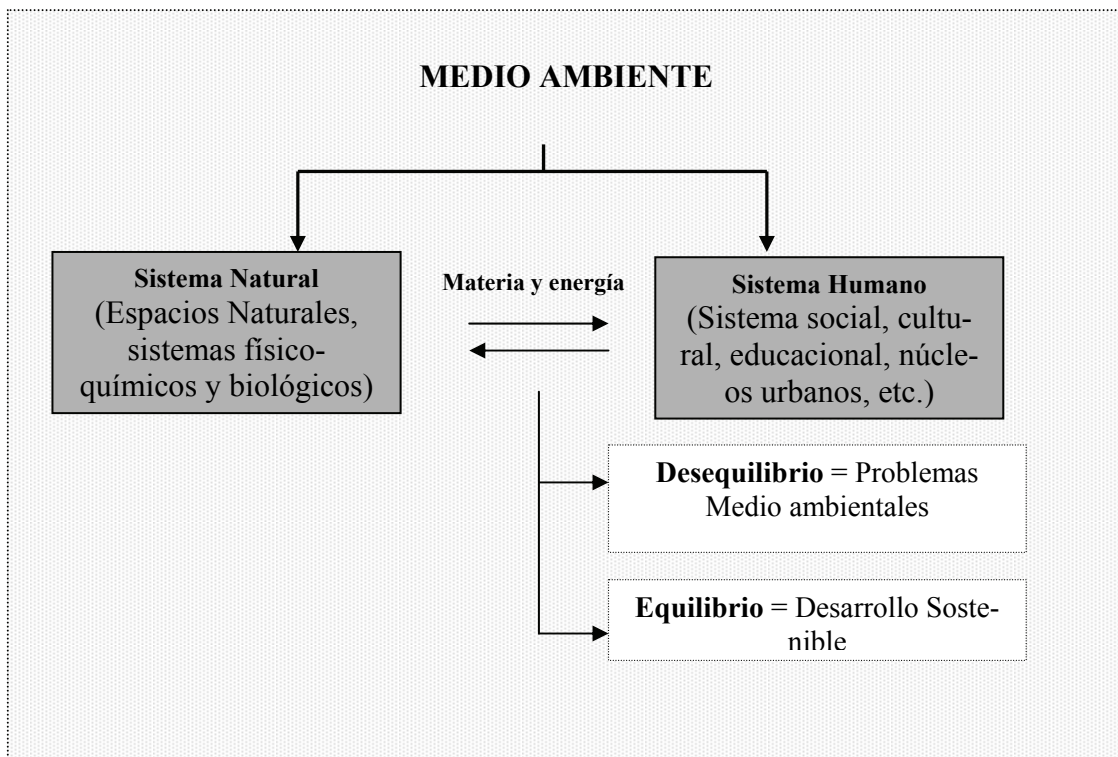 MEDIO AMBIENTE
Sistema Natural
(Espacios Naturales,
sistemas físico-
químicos y biológicos)
Materia y energía
Sistema Humano
(Sistema social, cultu-
ral, educacional, núcle-
os urbanos, etc.)
Desequilibrio = Problemas
Medio ambientales
Equilibrio = Desarrollo Soste-
nible